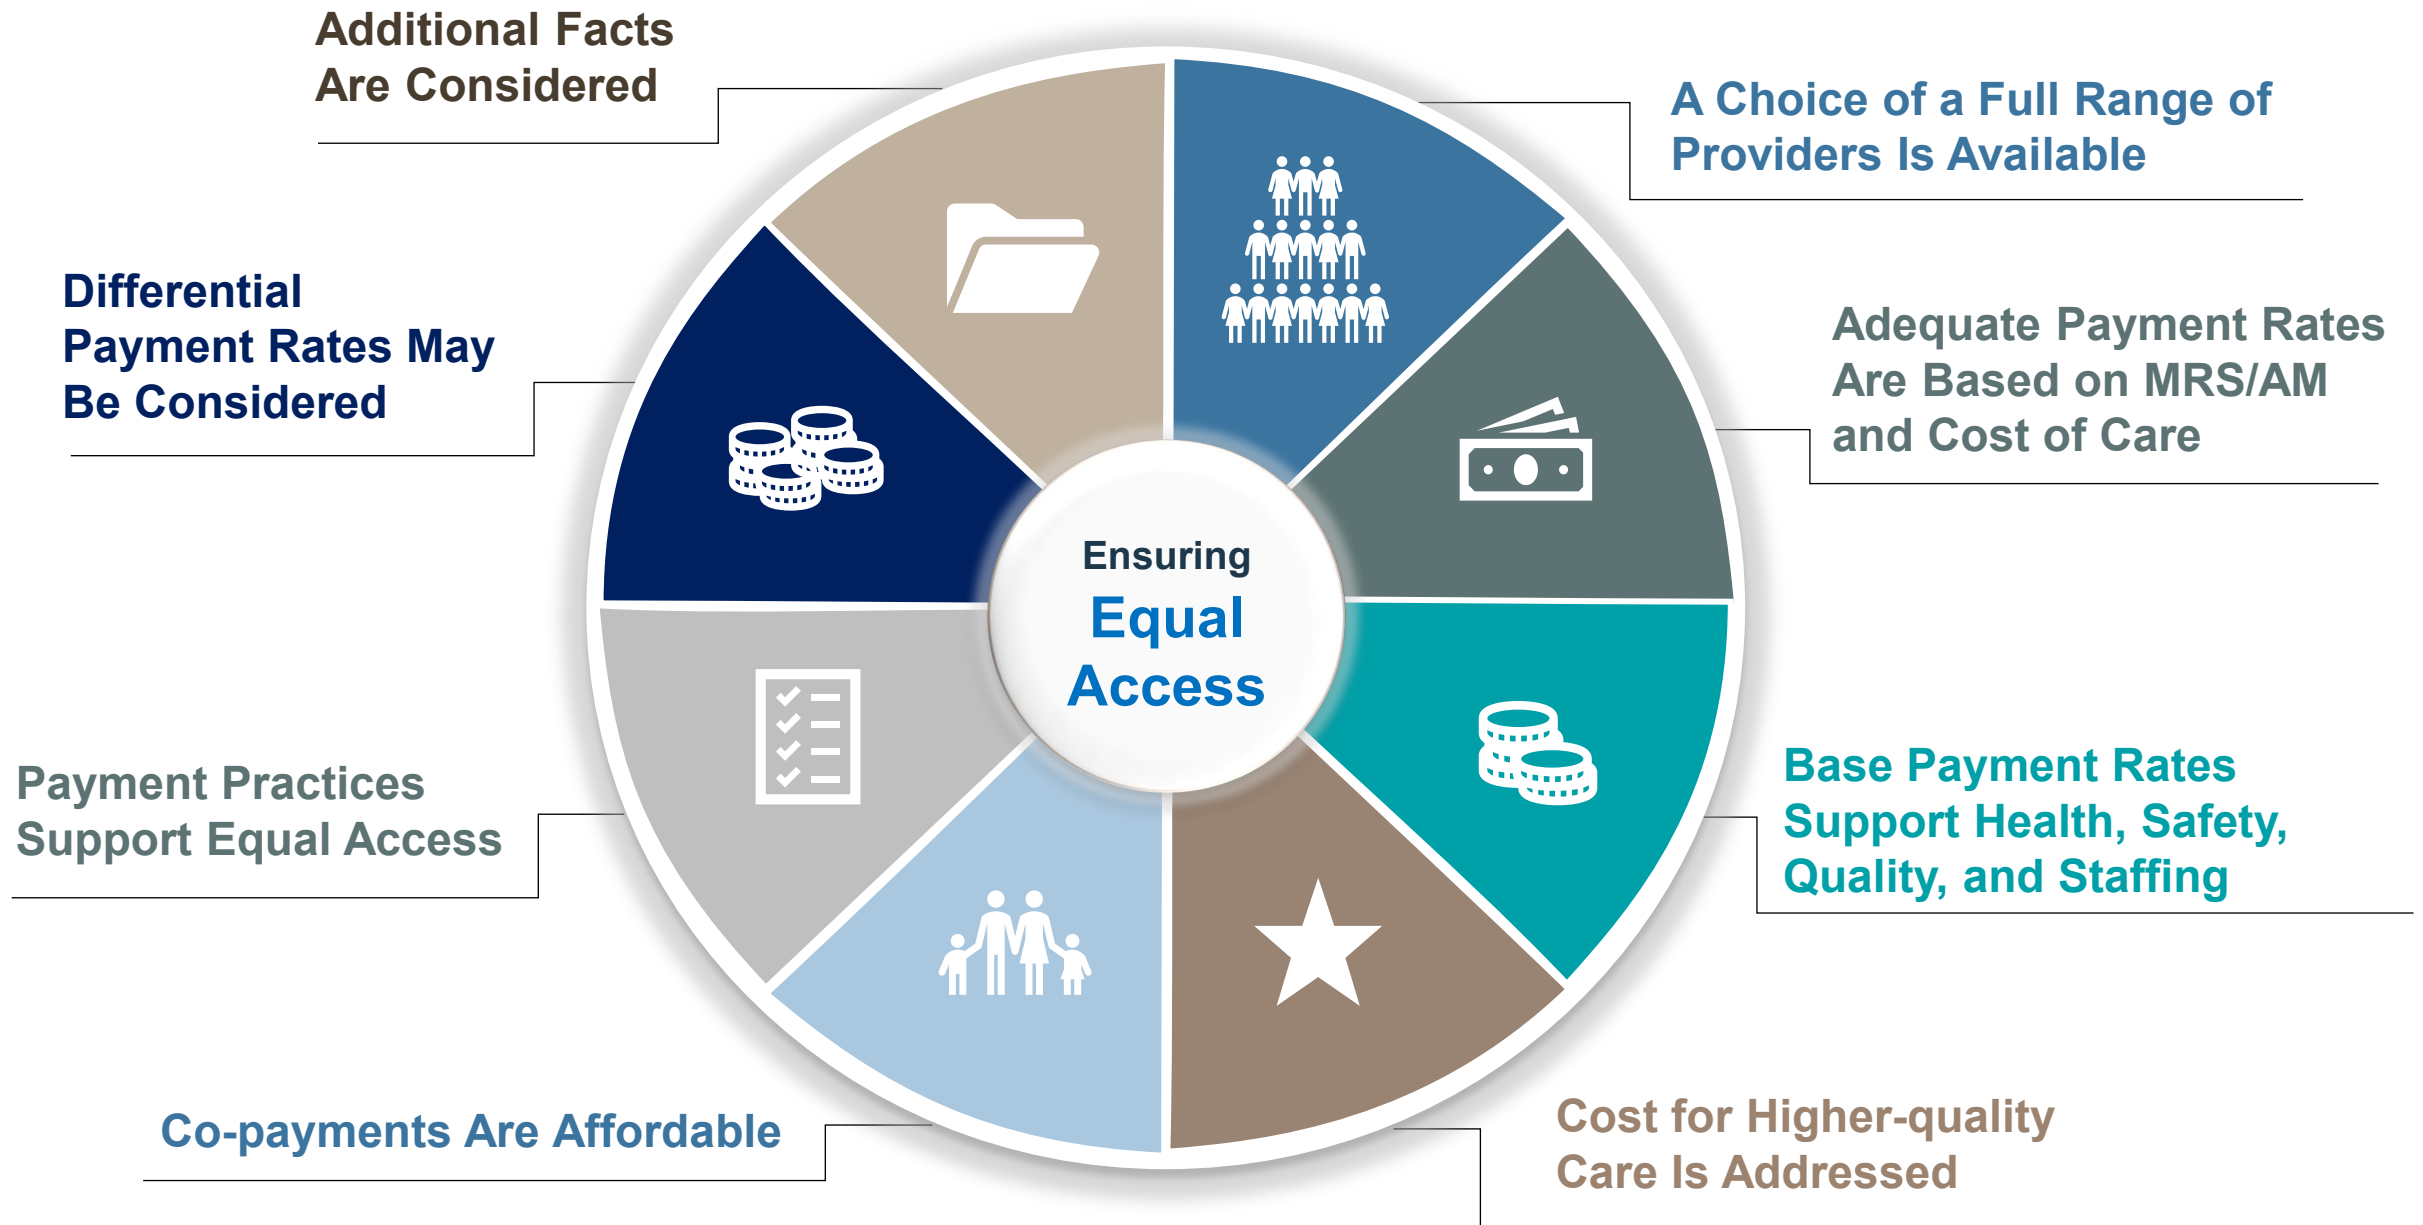 Additional Facts
Are Considered
A Choice of a Full Range of
Providers Is Available
Differential
Payment Rates May
Be Considered
Adequate Payment Rates
Are Based on MRS/AM
and Cost of Care
Ensuring
Equal
Access
Payment Practices
Support Equal Access
Base Payment Rates
Support Health, Safety,
Quality, and Staffing
Co-payments Are Affordable
Cost for Higher-quality
Care Is Addressed